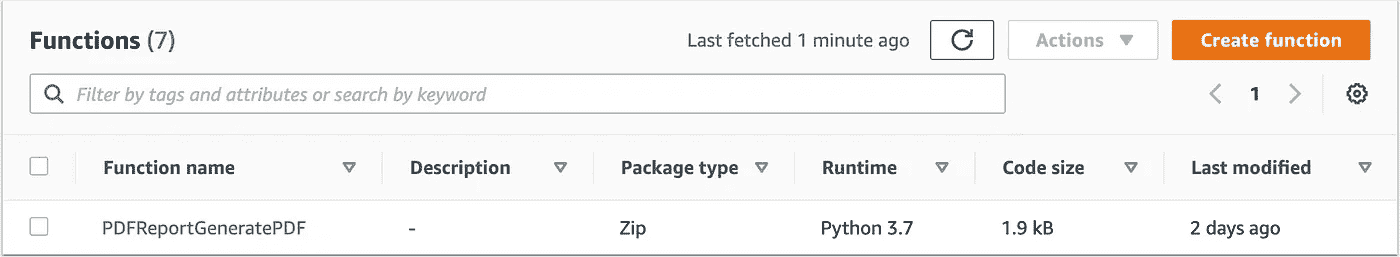 Functions (7) Last fetched 1 minute ago Actions Create function
Filter by tags and attributes or search by keyword 1
Function name Description Package type Runtime Code size Last modified
PDFReportGeneratePDF - Zip Python 3.7 1.9 kB 2 days ago